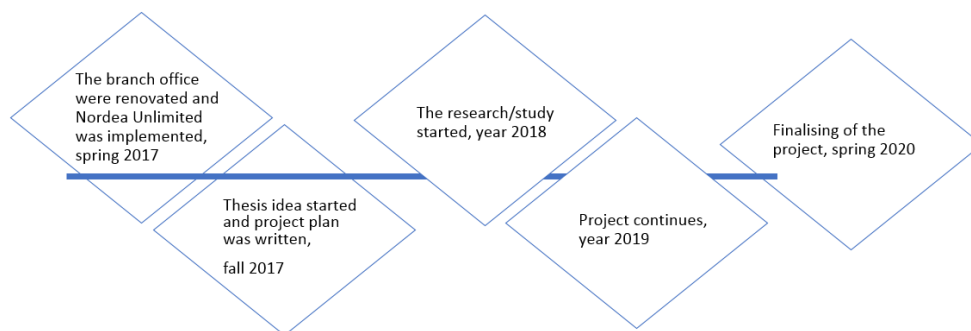 The branch office
were renovated and
Nordea Unlimited
was implemented,
spring 2017
Thesis idea started
and project plan
was written,
fall 2017
The research/study
started, year 2018
Project continues,
year 2019
Finalising of the
project, spring 2020